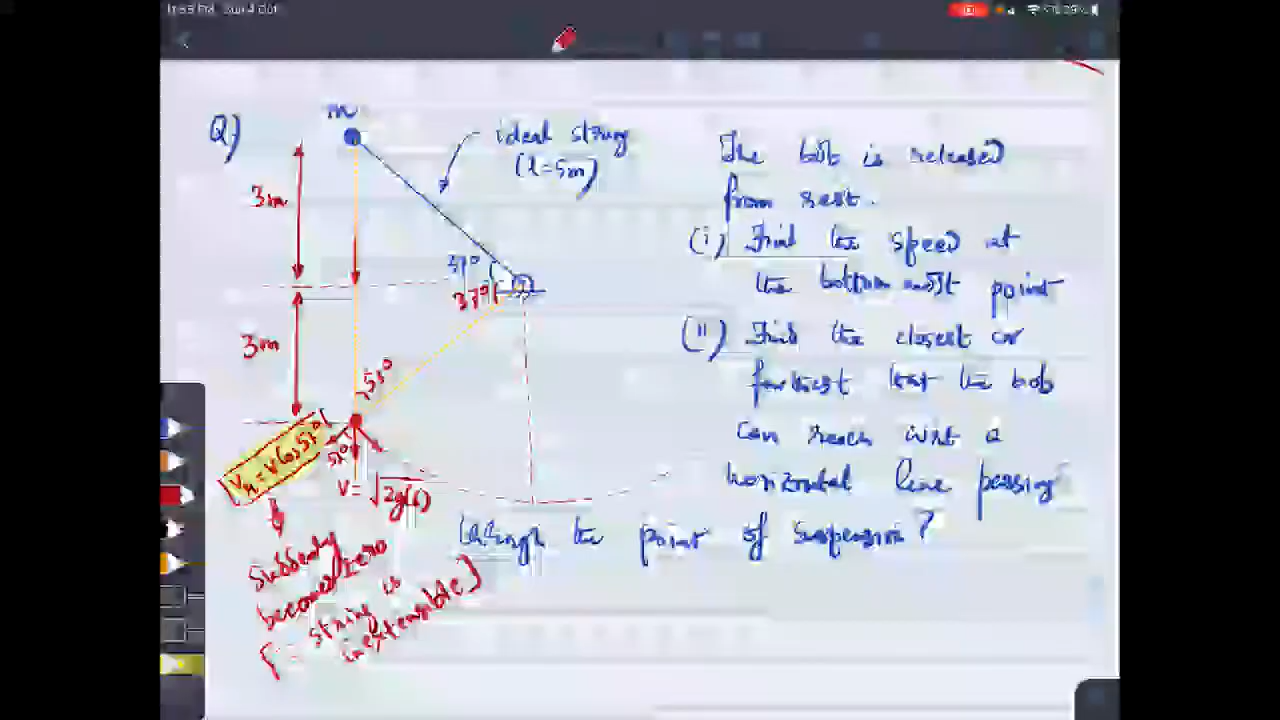 Q)
m
ideal string
(l=5m)
3m
37°
37°
3m
53°
53°
V = √2g(6)
Vn = V Cos 53°
Suddenly
becomes zero
[∵ string is
inextensible]
The bob is released
from rest.
(i) Find the speed at
the bottom most point
(ii) Find the closest or
farthest that the bob
can reach wrt a
horizontal line passing
through the point of suspension?